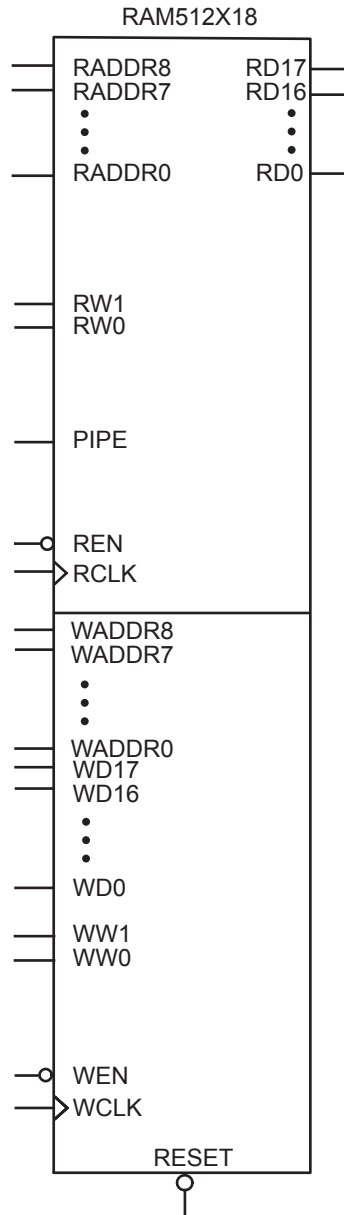 RAM512X18
RADDR8 RD17
RADDR7 RD16
RADDR0 RD0
RW1
RW0
PIPE
REN
RCLK
WADDR8
WADDR7
WADDR0
WD17
WD16
WD0
WW1
WW0
WEN
WCLK
RESET